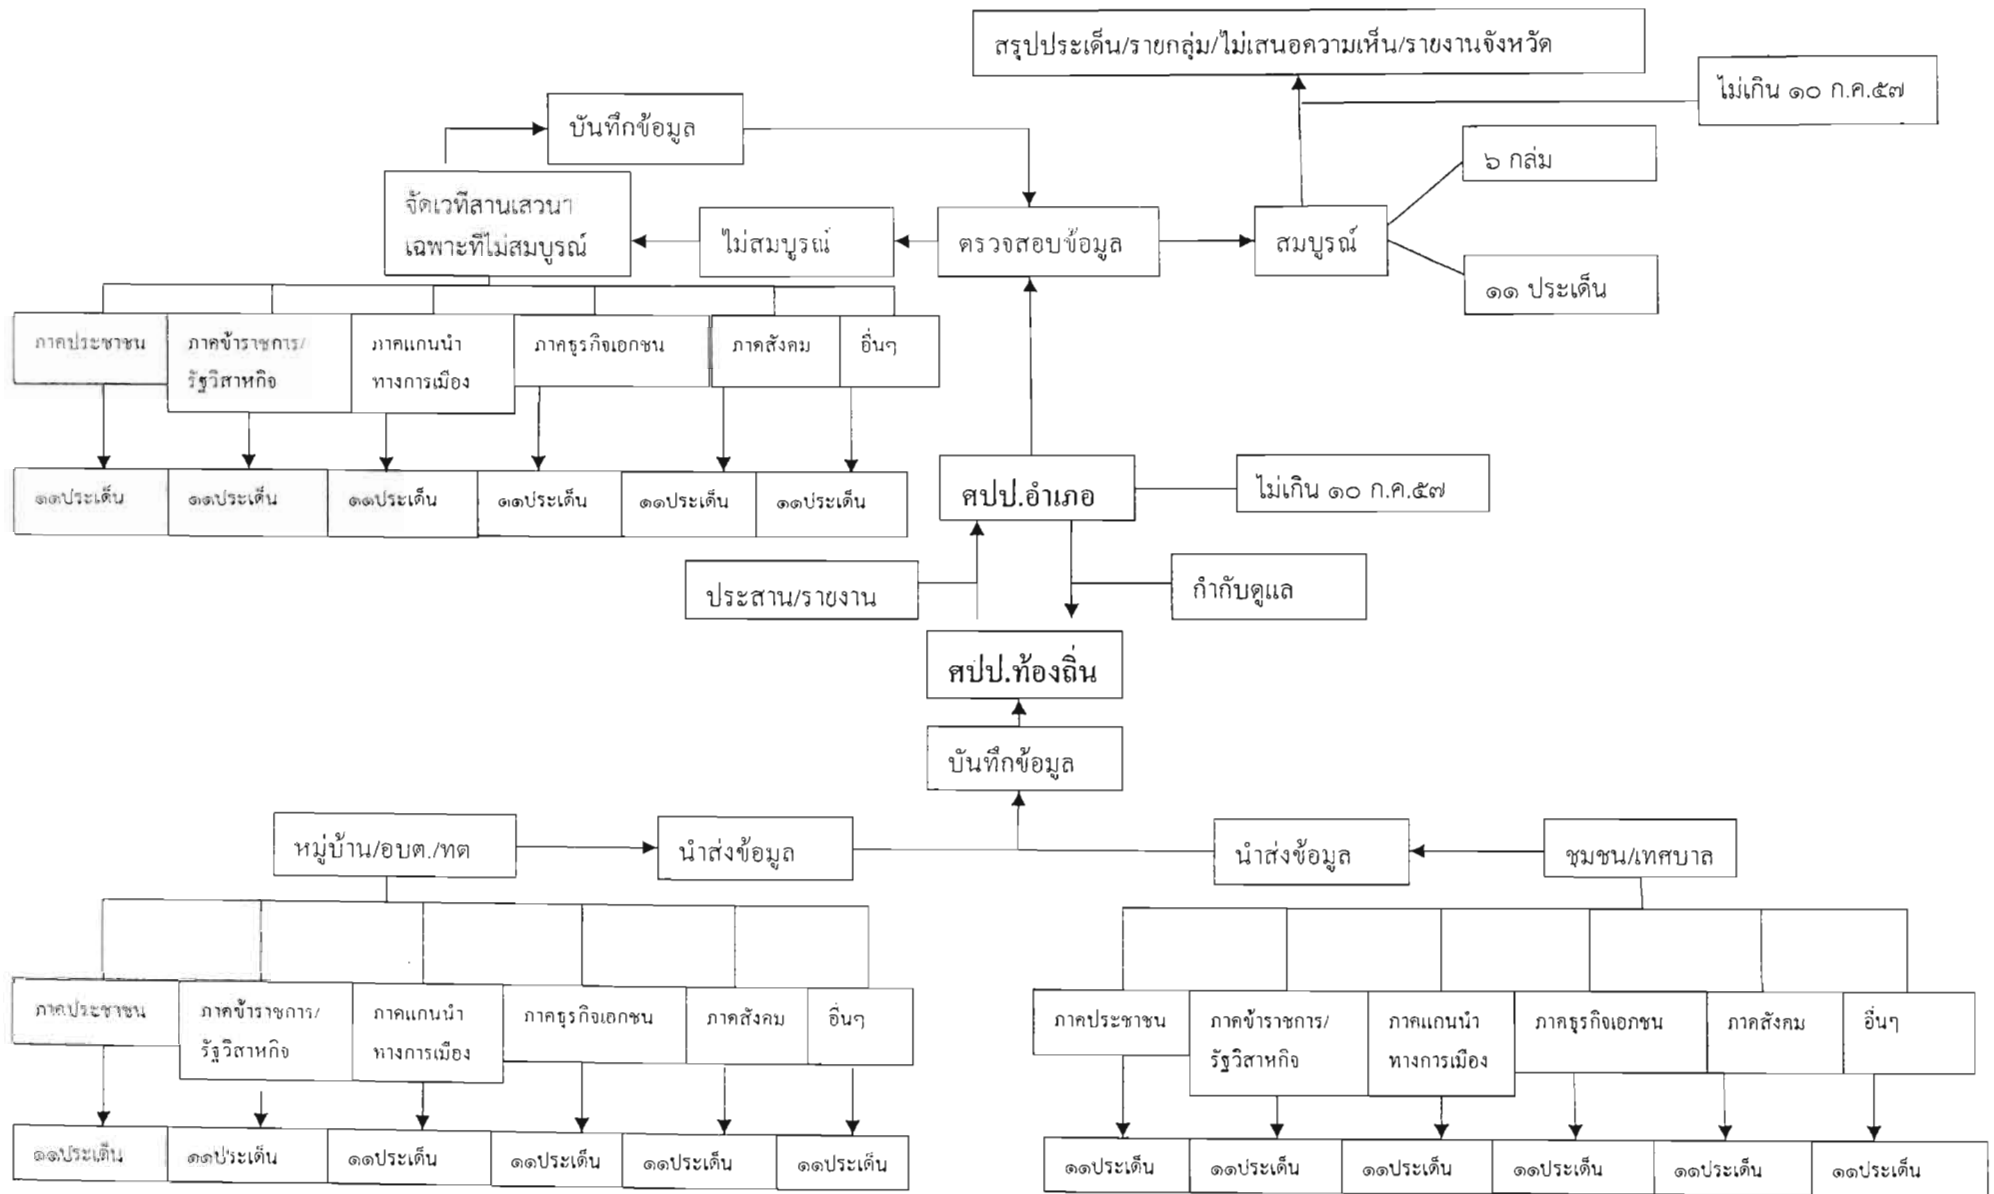 สรุปประเด็น/รายกลุ่ม/ไม่เสนอความเห็น/รายงานจังหวัด
ไม่เกิน ๑๐ ก.ค.๕๗
บันทึกข้อมูล
๖ กล่ม
จัดเวทีสานเสวนา
เฉพาะที่ไม่สมบูรณ์
ไม่สมบูรณ์
ตรวจสอบข้อมูล
สมบูรณ์
๑๑ ประเด็น
ภาคประชาชน
ภาคข้าราชการ/
รัฐวิสาหกิจ
ภาคแกนนำ
ทางการเมือง
ภาคธุรกิจเอกชน
ภาคสังคม
อื่นๆ
๑๑ประเด็น
๑๑ประเด็น
๑๑ประเด็น
๑๑ประเด็น
๑๑ประเด็น
๑๑ประเด็น
ศปป.อำเภอ
ไม่เกิน ๑๐ ก.ค.๕๗
ประสาน/รายงาน
กำกับดูแล
ศปป.ท้องถิ่น
บันทึกข้อมูล
หมู่บ้าน/อบต./ทต
นำส่งข้อมูล
นำส่งข้อมูล
ชุมชน/เทศบาล
ภาคประชาชน
ภาคข้าราชการ/
รัฐวิสาหกิจ
ภาคแกนนำ
ทางการเมือง
ภาคธุรกิจเอกชน
ภาคสังคม
อื่นๆ
ภาคประชาชน
ภาคข้าราชการ/
รัฐวิสาหกิจ
ภาคแกนนำ
ทางการเมือง
ภาคธุรกิจเอกชน
ภาคสังคม
อื่นๆ
๑๑ประเด็น
๑๑ประเด็น
๑๑ประเด็น
๑๑ประเด็น
๑๑ประเด็น
๑๑ประเด็น
๑๑ประเด็น
๑๑ประเด็น
๑๑ประเด็น
๑๑ประเด็น
๑๑ประเด็น
๑๑ประเด็น